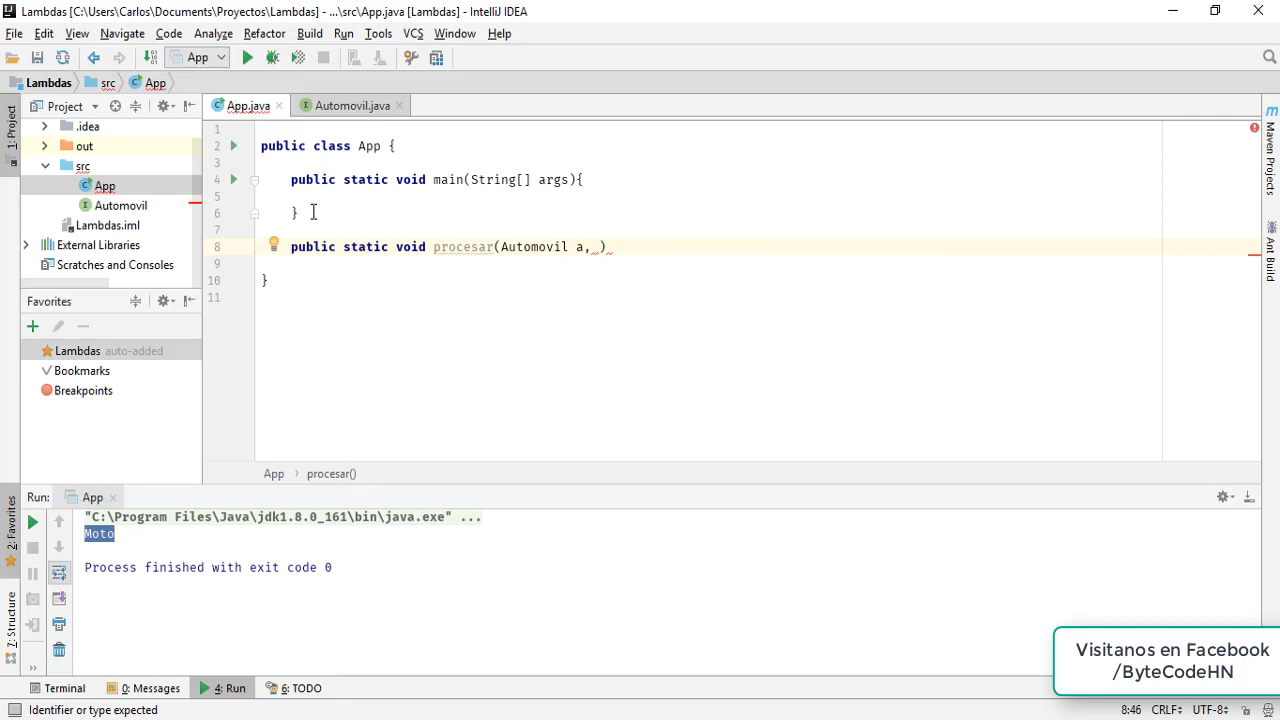 Lambdas [C:\Users\Carlos\Documents\Proyectos\Lambdas] - ...\src\App.java [Lambdas] - IntelliJ IDEA
File Edit View Navigate Code Analyze Refactor Build Run Tools VCS Window Help
App
Lambdas src App
Project App.java Automovil.java
.idea
out
src
App
Automovil
Lambdas.iml
External Libraries
Scratches and Consoles
1: Project
Favorites
Lambdas auto-added
Bookmarks
Breakpoints
2: Favorites
Z: Structure
1
2 public class App {
3
4 public static void main(String[] args){
5
6 }
7
8 public static void procesar(Automovil a, )
9
10 }
11
Maven Projects
Ant Build
App procesar()
Run: App
"C:\Program Files\Java\jdk1.8.0_161\bin\java.exe" ...
Moto
Process finished with exit code 0
Visitanos en Facebook
/ByteCodeHN
Terminal 0: Messages 4: Run 6: TODO
Identifier or type expected 8:46 CRLF UTF-8